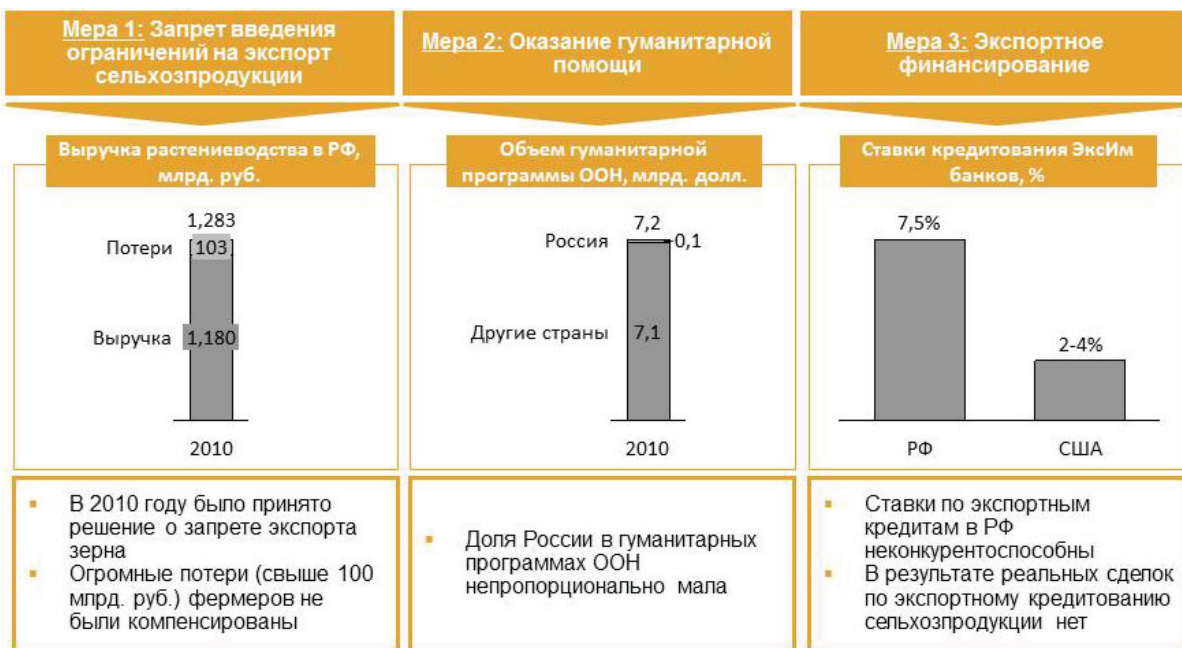 Мера 1: Запрет введения
ограничений на экспорт
сельхозпродукции
Выручка растениеводства в РФ,
млрд. руб.
1,283
Потери
103
Выручка
1,180
2010
В 2010 году было принято
решение о запрете экспорта
зерна
Огромные потери (свыше 100
млрд. руб.) фермеров не
были компенсированы
Мера 2: Оказание гуманитарной
помощи
Объем гуманитарной
программы ООН, млрд. долл.
7,2
Россия
0,1
Другие страны
7,1
2010
Доля России в гуманитарных
программах ООН
непропорционально мала
Мера 3: Экспортное
финансирование
Ставки кредитования ЭксИм
банков, %
7,5%
2-4%
РФ
США
Ставки по экспортным
кредитам в РФ
неконкурентоспособны
В результате реальных сделок
по экспортному кредитованию
сельхозпродукции нет